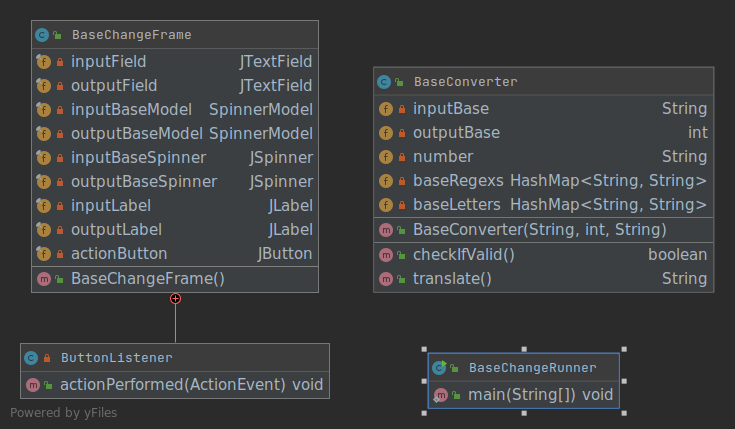 BaseChangeFrame
inputField JTextField
outputField JTextField
inputBaseModel SpinnerModel
outputBaseModel SpinnerModel
inputBaseSpinner JSpinner
outputBaseSpinner JSpinner
inputLabel JLabel
outputLabel JLabel
actionButton JButton
BaseChangeFrame()
BaseConverter
inputBase String
outputBase int
number String
baseRegexs HashMap<String, String>
baseLetters HashMap<String, String>
BaseConverter(String, int, String)
checkIfValid() boolean
translate() String
ButtonListener
actionPerformed(ActionEvent) void
BaseChangeRunner
main(String[]) void
Powered by yFiles